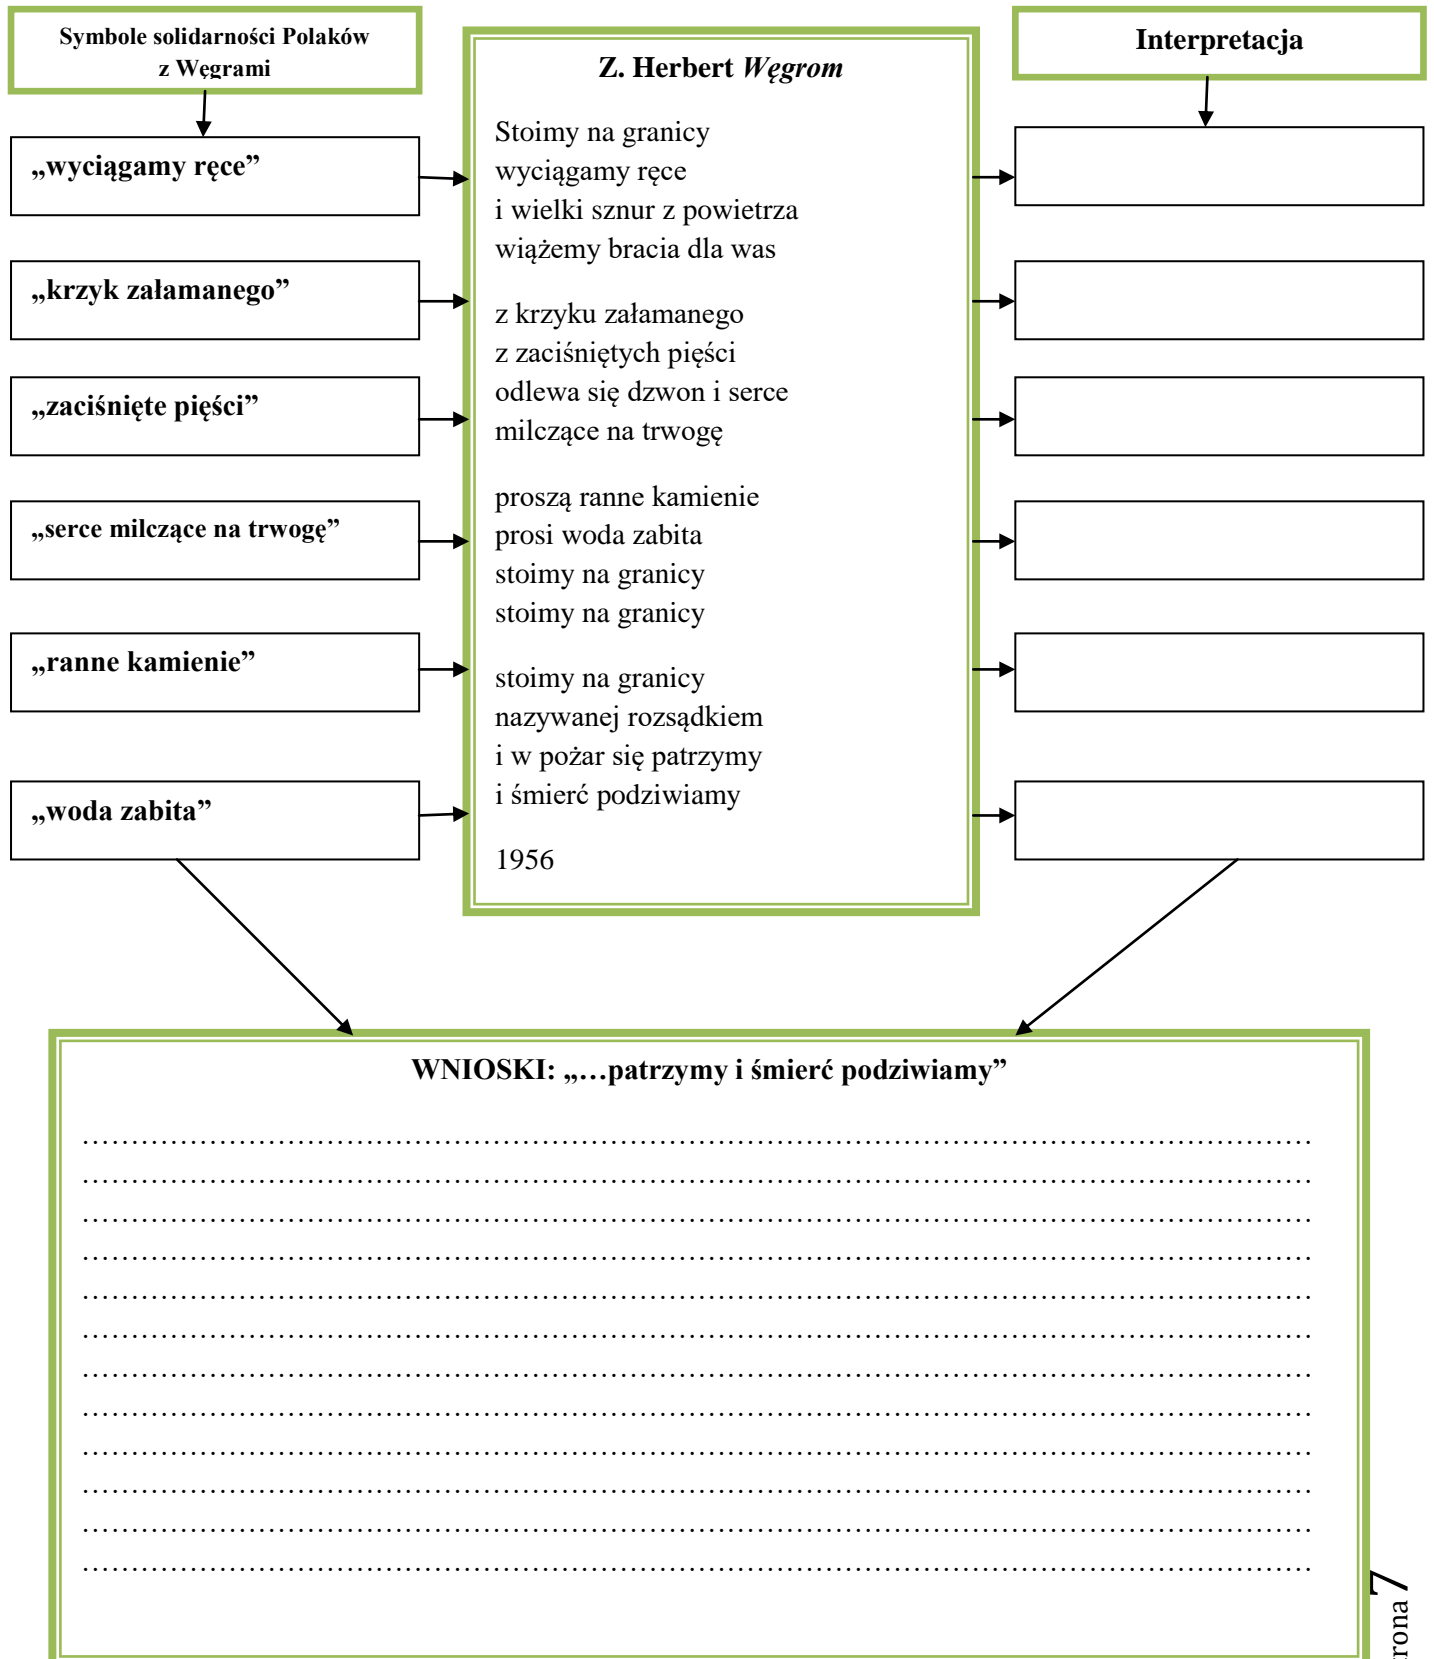 Symbole solidarności Polaków
z Węgrami
„wyciągamy ręce”
„krzyk załamanego”
„zaciśnięte pięści”
„serce milczące na trwogę”
„ranne kamienie”
„woda zabita”
Z. Herbert Węgrom
Stoimy na granicy
wyciągamy ręce
i wielki sznur z powietrza
wiążemy bracia dla was
z krzyku załamanego
z zaciśniętych pięści
odlewa się dzwon i serce
milczące na trwogę
proszą ranne kamienie
prosi woda zabita
stoimy na granicy
stoimy na granicy
stoimy na granicy
nazywanej rozsądkiem
i w pożar się patrzymy
i śmierć podziwiamy
1956
Interpretacja
WNIOSKI: „…patrzymy i śmierć podziwiamy”
rona 7